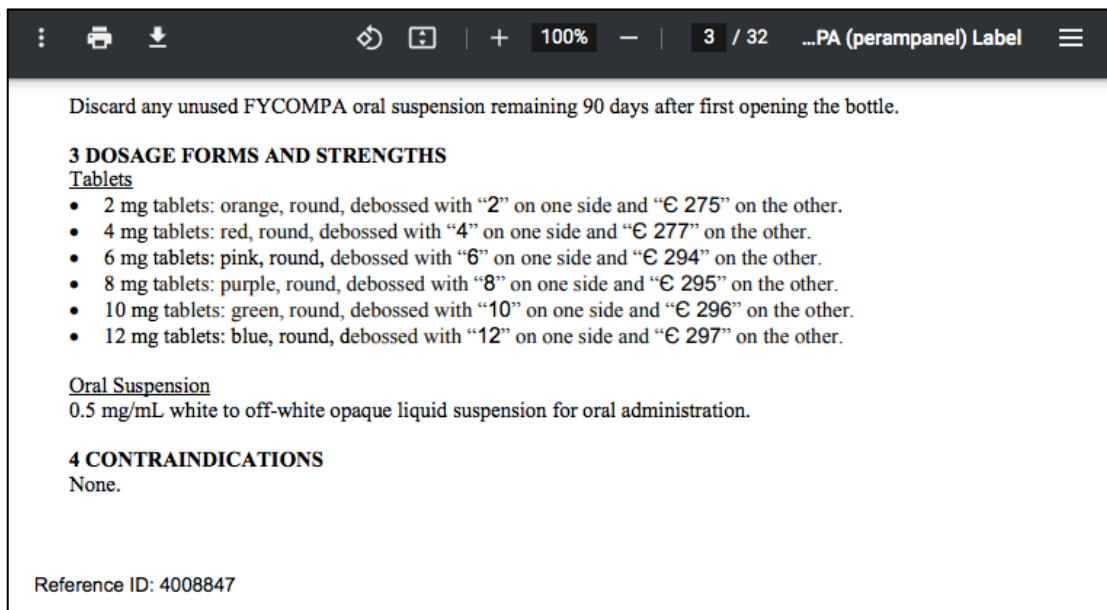 100% 3 / 32 ...PA (perampanel) Label
Discard any unused FYCOMPA oral suspension remaining 90 days after first opening the bottle.
3 DOSAGE FORMS AND STRENGTHS
Tablets
• 2 mg tablets: orange, round, debossed with “2” on one side and “Є 275” on the other.
• 4 mg tablets: red, round, debossed with “4” on one side and “Є 277” on the other.
• 6 mg tablets: pink, round, debossed with “6” on one side and “Є 294” on the other.
• 8 mg tablets: purple, round, debossed with “8” on one side and “Є 295” on the other.
• 10 mg tablets: green, round, debossed with “10” on one side and “Є 296” on the other.
• 12 mg tablets: blue, round, debossed with “12” on one side and “Є 297” on the other.
Oral Suspension
0.5 mg/mL white to off-white opaque liquid suspension for oral administration.
4 CONTRAINDICATIONS
None.
Reference ID: 4008847